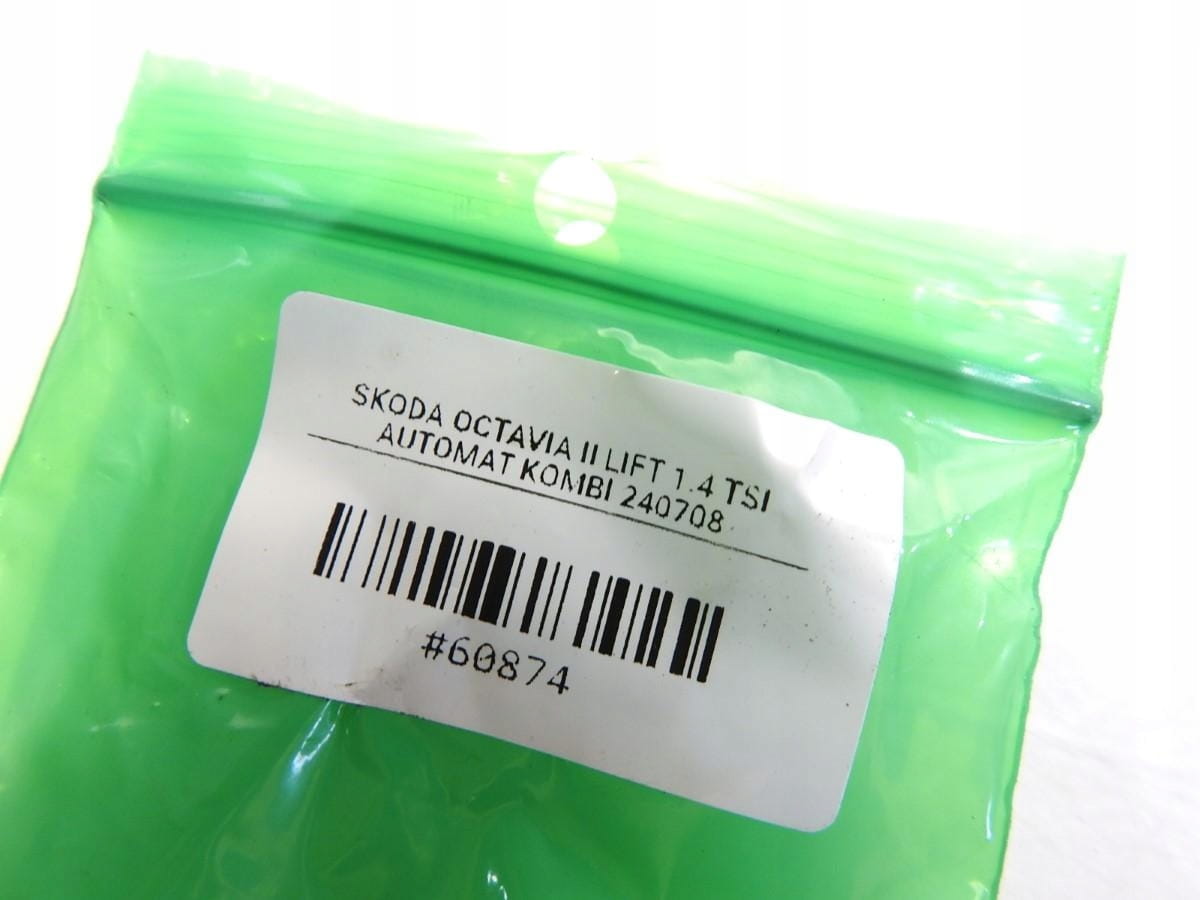 SKODA OCTAVIA II LIFT 1.4 TSI
AUTOMAT KOMBI 240708
#60874